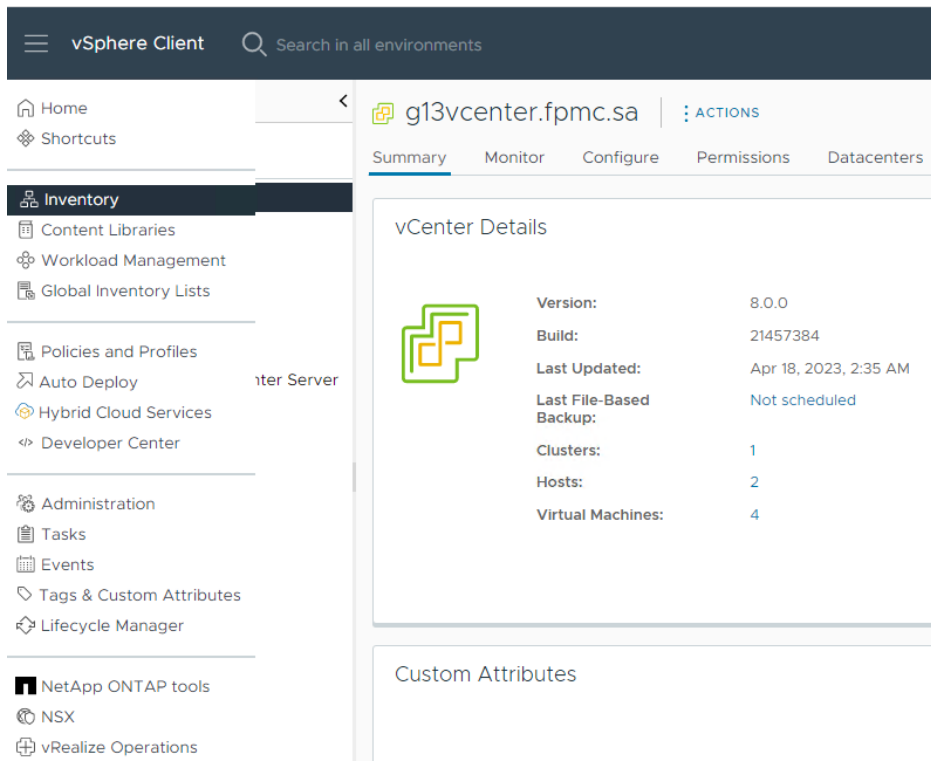 vSphere Client
Search in all environments
Home
Shortcuts
Inventory
Content Libraries
Workload Management
Global Inventory Lists
Policies and Profiles
Auto Deploy
Hybrid Cloud Services
Developer Center
Administration
Tasks
Events
Tags & Custom Attributes
Lifecycle Manager
NetApp ONTAP tools
NSX
vRealize Operations
nter Server
g13vcenter.fpmc.sa
ACTIONS
Summary Monitor Configure Permissions Datacenters
vCenter Details
Version: 8.0.0
Build: 21457384
Last Updated: Apr 18, 2023, 2:35 AM
Last File-Based Not scheduled
Backup:
Clusters: 1
Hosts: 2
Virtual Machines: 4
Custom Attributes